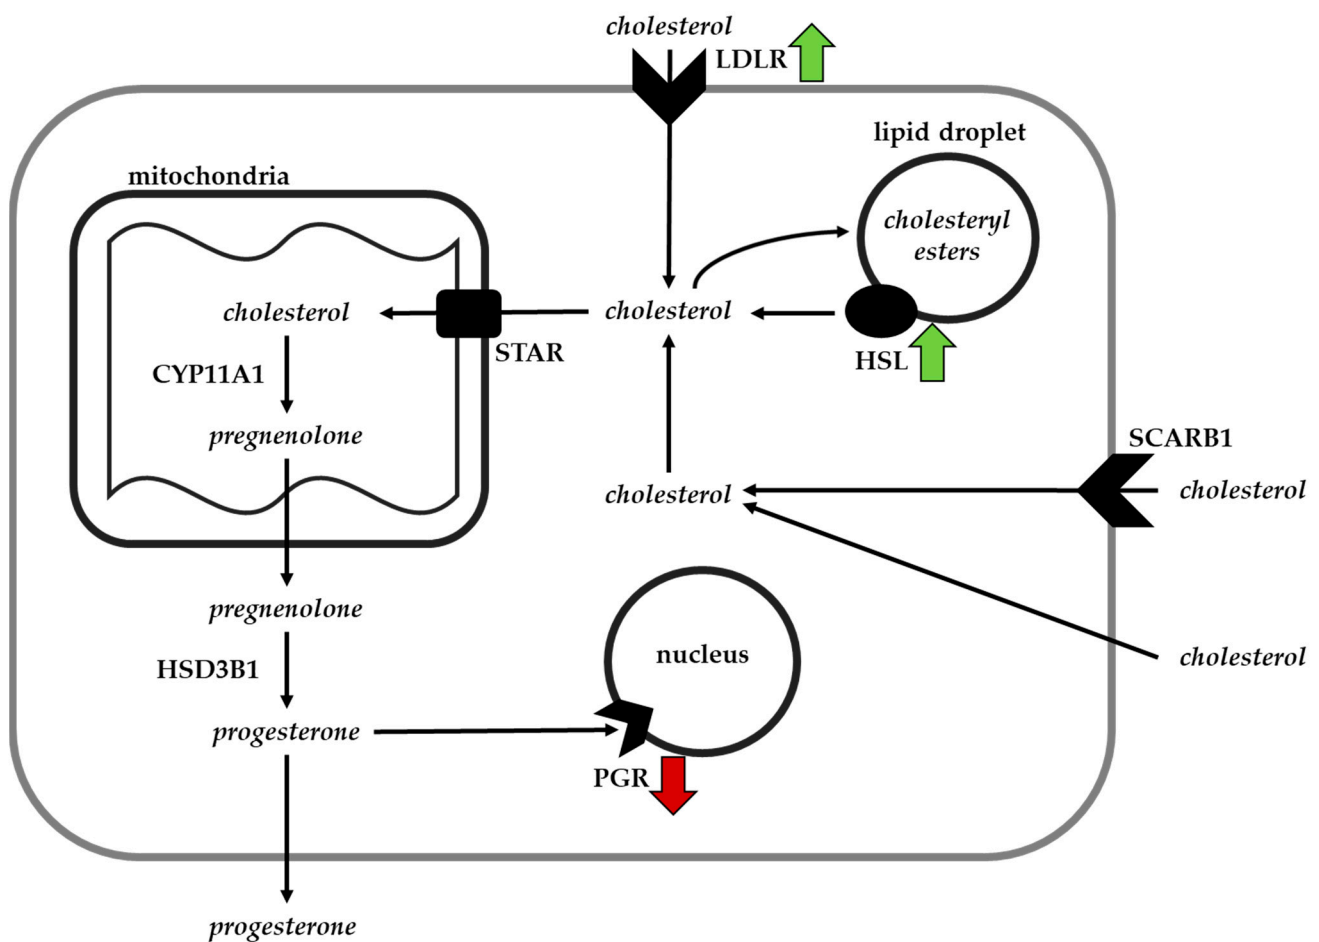 cholesterol
LDLR
lipid droplet
mitochondria
cholesteryl
esters
cholesterol
cholesterol
STAR
HSL
CYP11A1
pregnenolone
SCARB1
cholesterol
cholesterol
pregnenolone
nucleus
cholesterol
HSD3B1
progesterone
PGR
progesterone